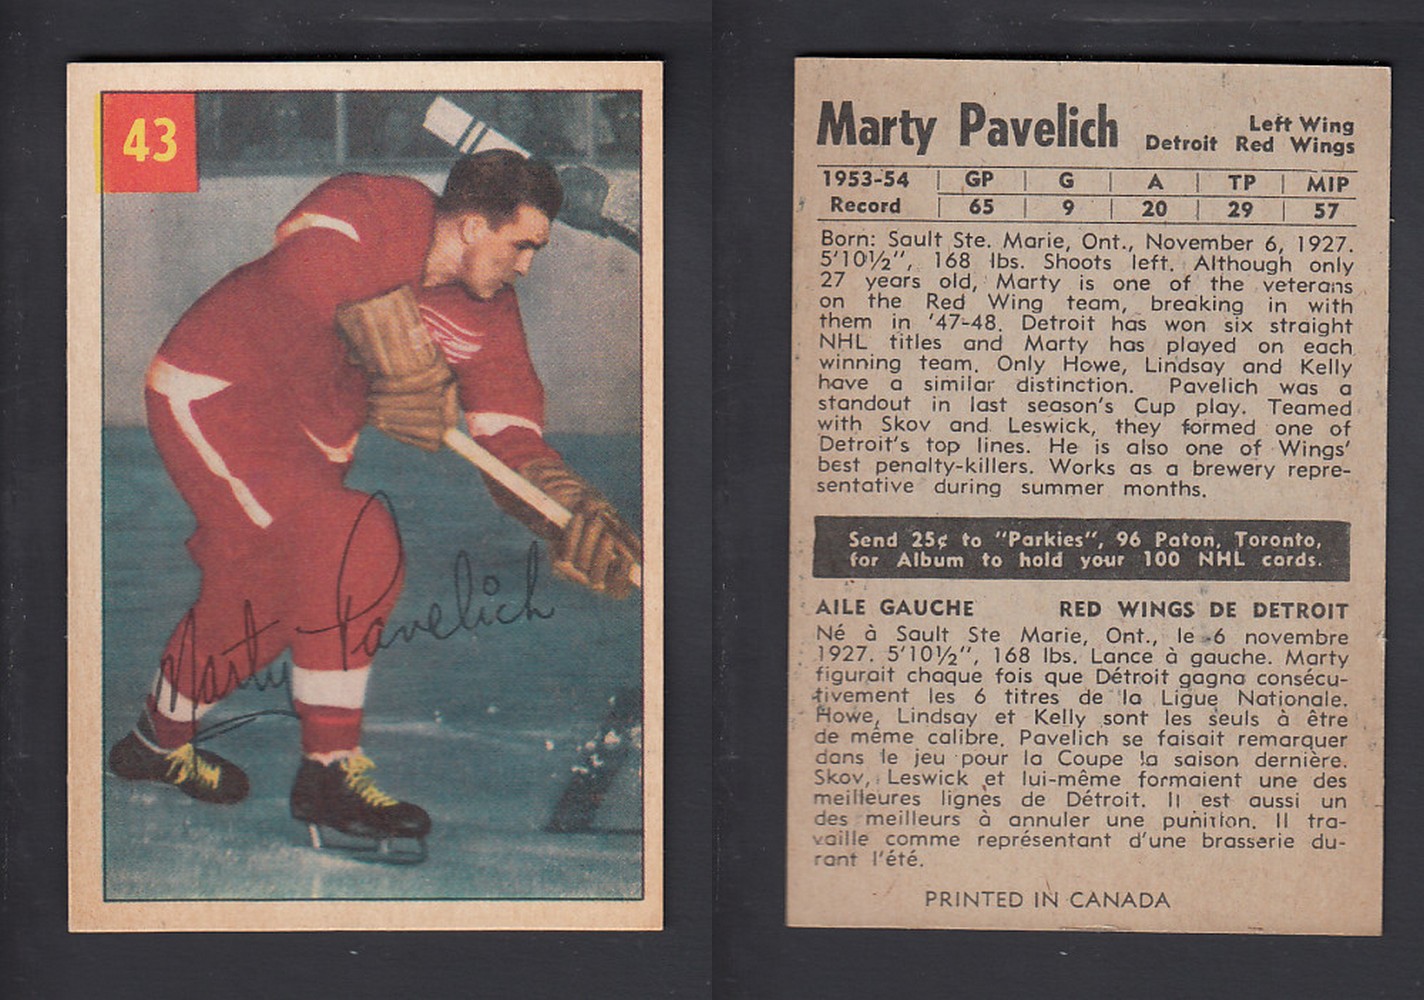 43
Marty Pavelich
Marty Pavelich
Left Wing
Detroit Red Wings
1953-54 | GP | G | A | TP | MIP
Record | 65 | 9 | 20 | 29 | 57
Born: Sault Ste. Marie, Ont., November 6, 1927.
5'10½", 168 lbs. Shoots left. Although only
27 years old, Marty is one of the veterans
on the Red Wing team, breaking in with
them in '47-48. Detroit has won six straight
NHL titles and Marty has played on each
winning team. Only Howe, Lindsay and Kelly
have a similar distinction. Pavelich was a
standout in last season's Cup play. Teamed
with Skov and Leswick, they formed one of
Detroit's top lines. He is also one of Wings'
best penalty-killers. Works as a brewery repre-
sentative during summer months.
Send 25¢ to "Parkies", 96 Paton, Toronto,
for Album to hold your 100 NHL cards.
AILE GAUCHE RED WINGS DE DETROIT
Né à Sault Ste Marie, Ont., le 6 novembre
1927. 5'10½", 168 lbs. Lance à gauche. Marty
figurait chaque fois que Détroit gagna consécu-
tivement les 6 titres de la Ligue Nationale.
Howe, Lindsay et Kelly sont les seuls à être
de même calibre. Pavelich se faisait remarquer
dans le jeu pour la Coupe la saison dernière.
Skov, Leswick et lui-même formaient une des
meilleures lignes de Détroit. Il est aussi un
des meilleurs à annuler une punition. Il tra-
vaille comme représentant d'une brasserie du-
rant l'été.
PRINTED IN CANADA